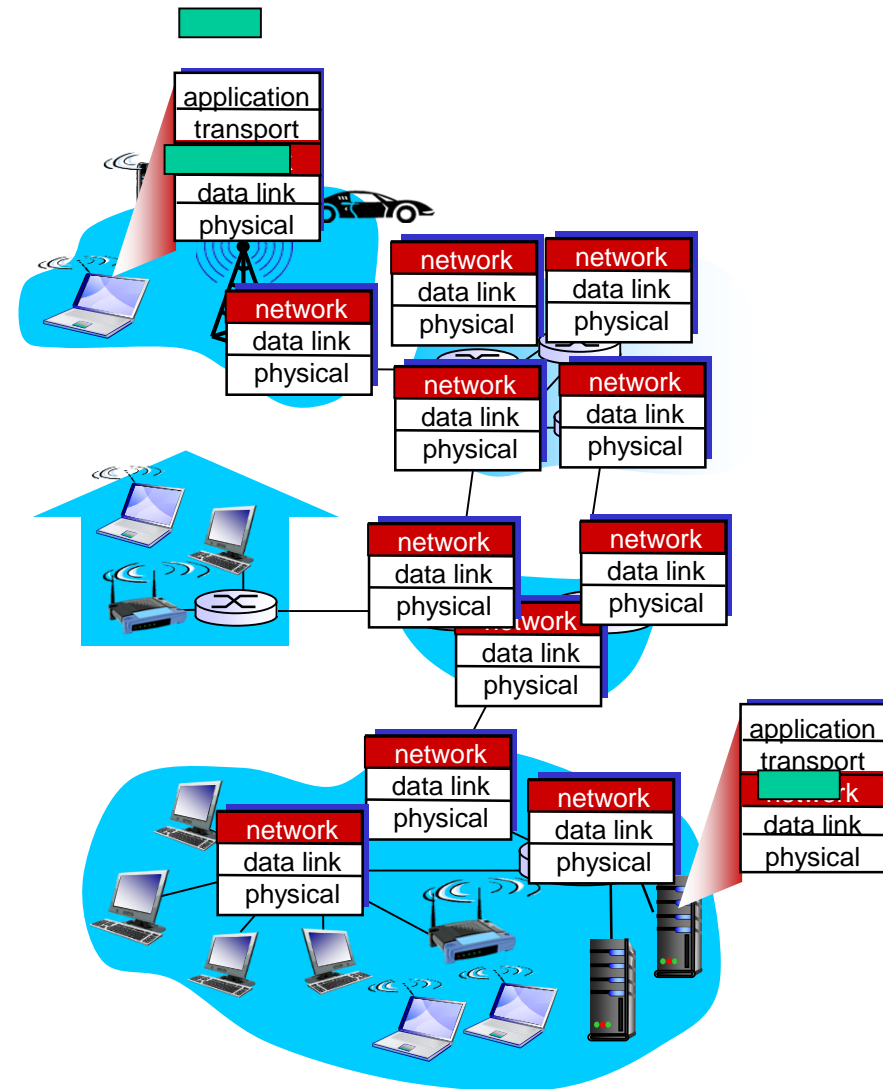 application
transport
data link
physical
network
data link
physical
network
data link
physical
network
data link
physical
network
data link
physical
network
data link
physical
network
data link
physical
network
data link
physical
network
data link
physical
application
transport
network
data link
physical
network
data link
physical
network
data link
physical
network
data link
physical